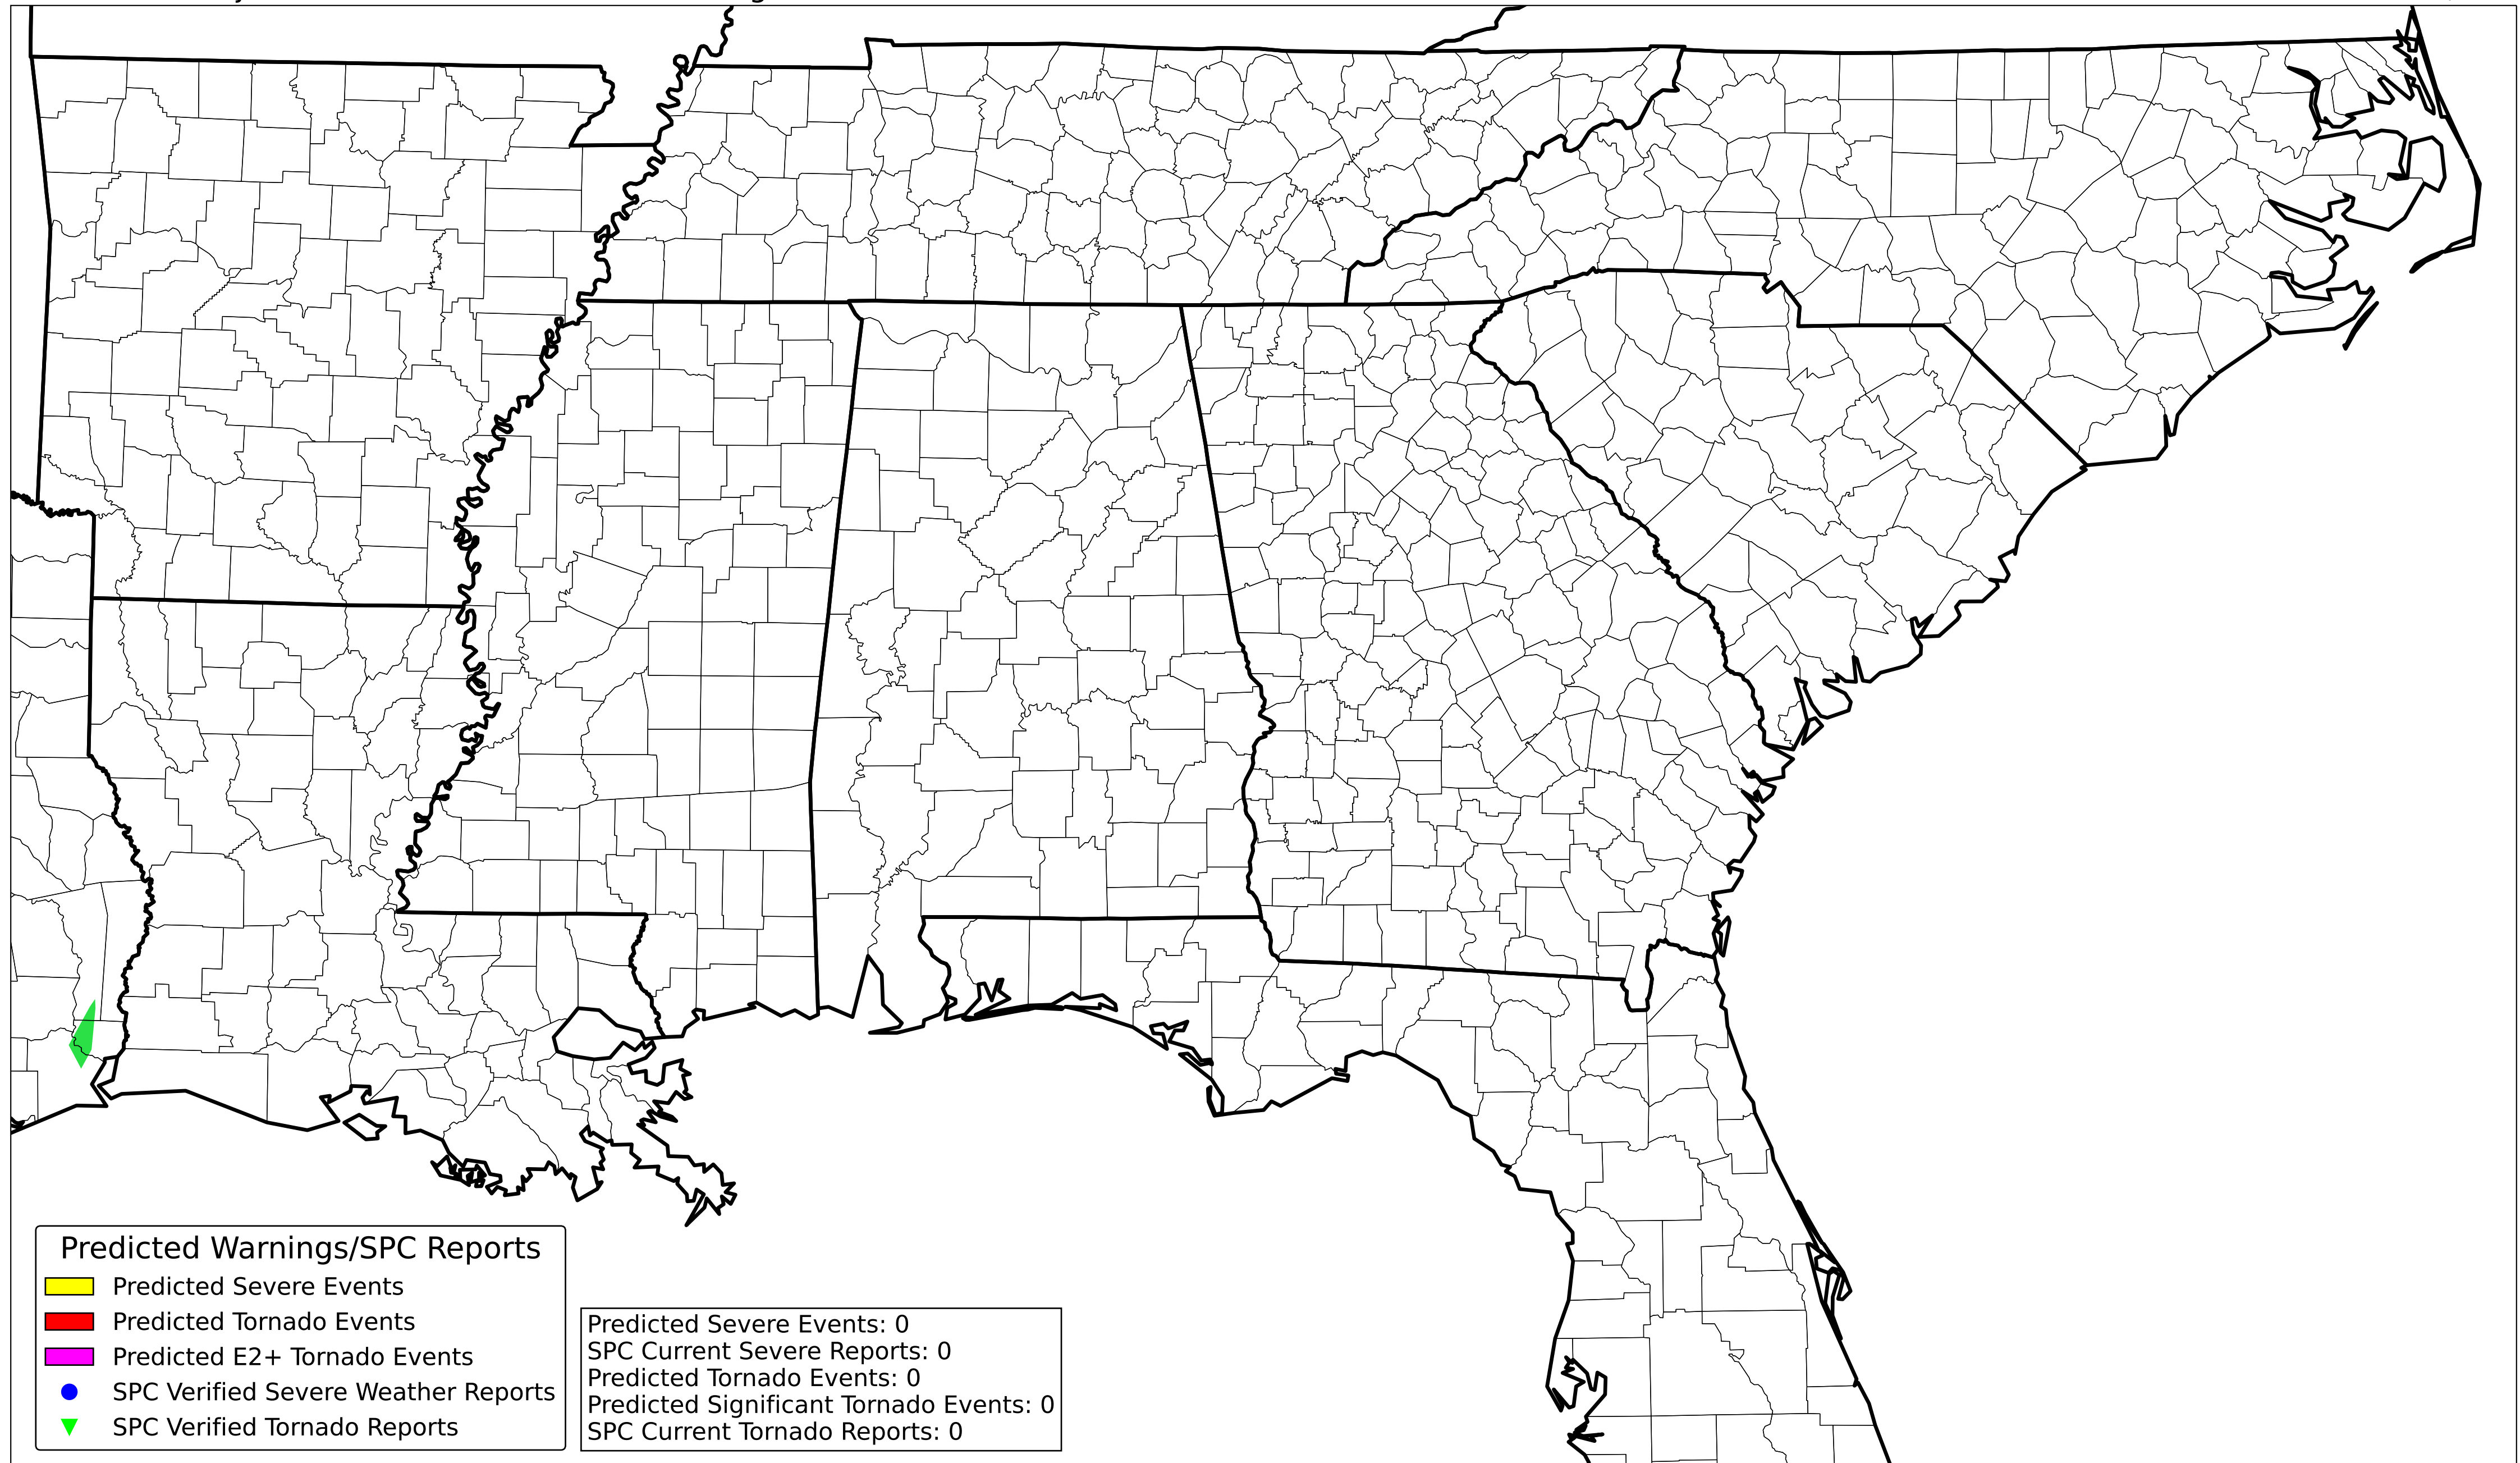 Predicted Warnings/SPC Reports
Predicted Severe Events
Predicted Tornado Events
Predicted E2+ Tornado Events
SPC Verified Severe Weather Reports
SPC Verified Tornado Reports
Predicted Severe Events: 0
SPC Current Severe Reports: 0
Predicted Tornado Events: 0
Predicted Significant Tornado Events: 0
SPC Current Tornado Reports: 0